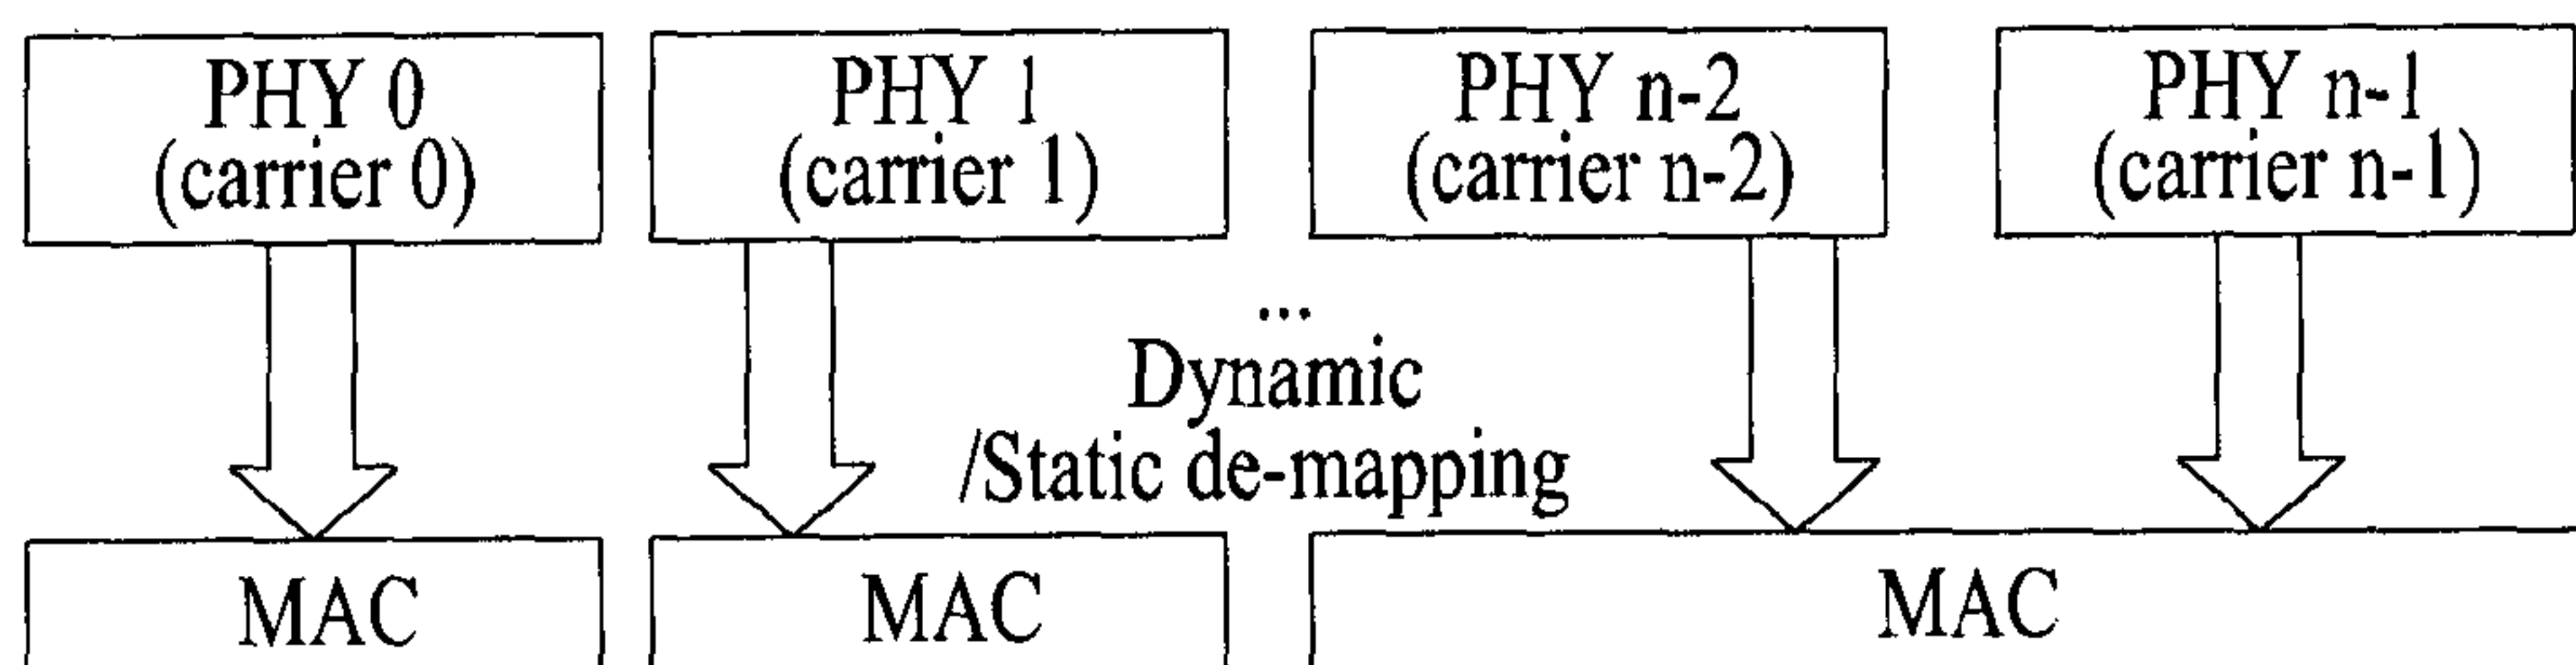 PHY 0
(carrier 0)
PHY 1
(carrier 1)
PHY n-2
(carrier n-2)
PHY n-1
(carrier n-1)
...
Dynamic
/Static de-mapping
MAC
MAC
MAC